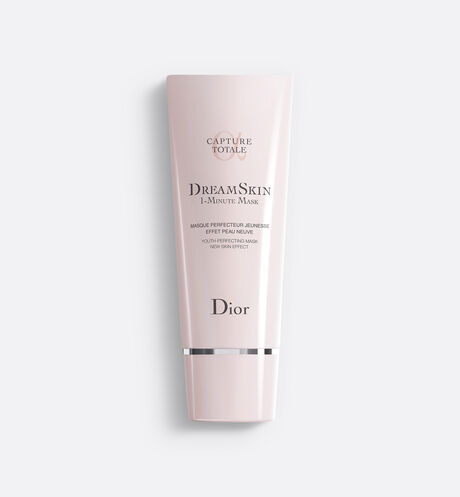 CAPTURE
TOTALE
DREAMSKIN
1-MINUTE MASK
MASQUE PERFECTEUR JEUNESSE
EFFET PEAU NEUVE
YOUTH-PERFECTING MASK
NEW SKIN EFFECT
Dior